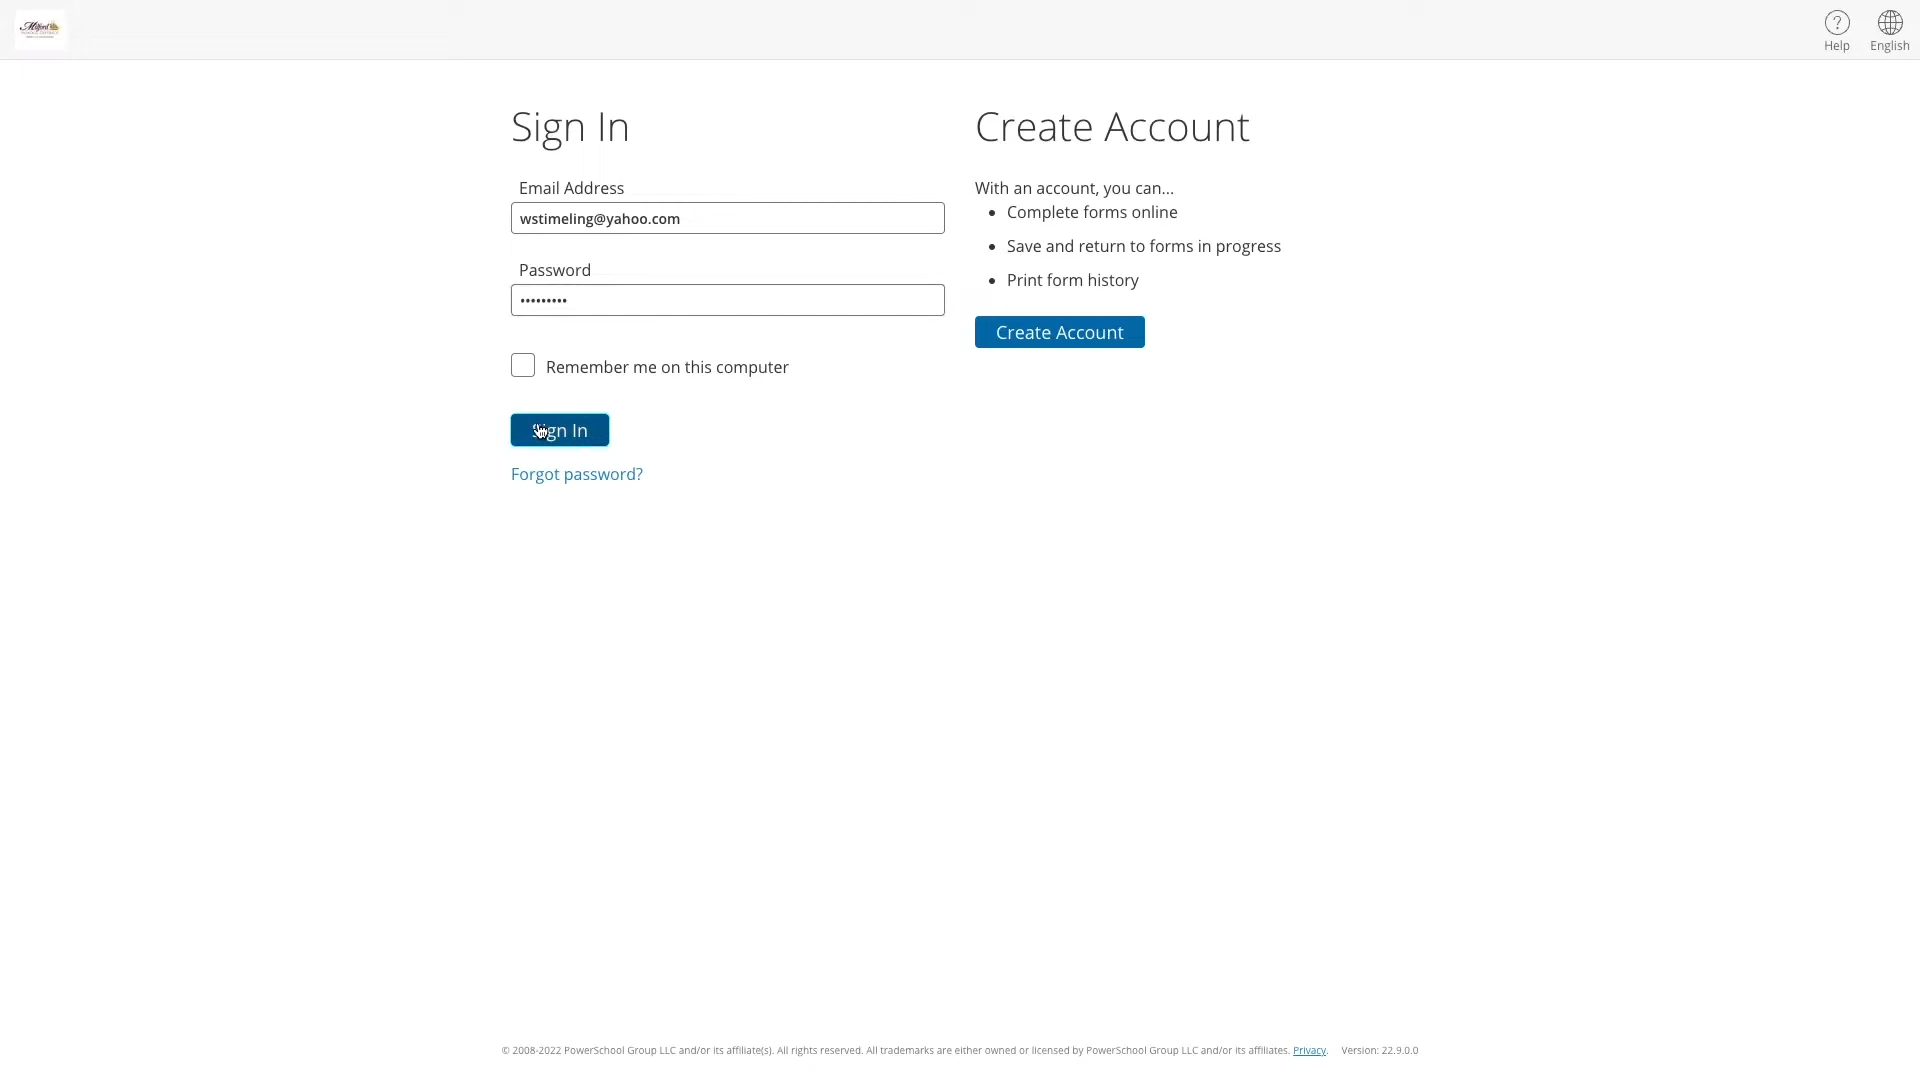 Milford
Help
English
Sign In
Email Address
wstimeling@yahoo.com
Password
•••••••••
Remember me on this computer
Sign In
Forgot password?
Create Account
With an account, you can...
• Complete forms online
• Save and return to forms in progress
• Print form history
Create Account
© 2008-2022 PowerSchool Group LLC and/or its affiliate(s). All rights reserved. All trademarks are either owned or licensed by PowerSchool Group LLC and/or its affiliates. Privacy. Version: 22.9.0.0